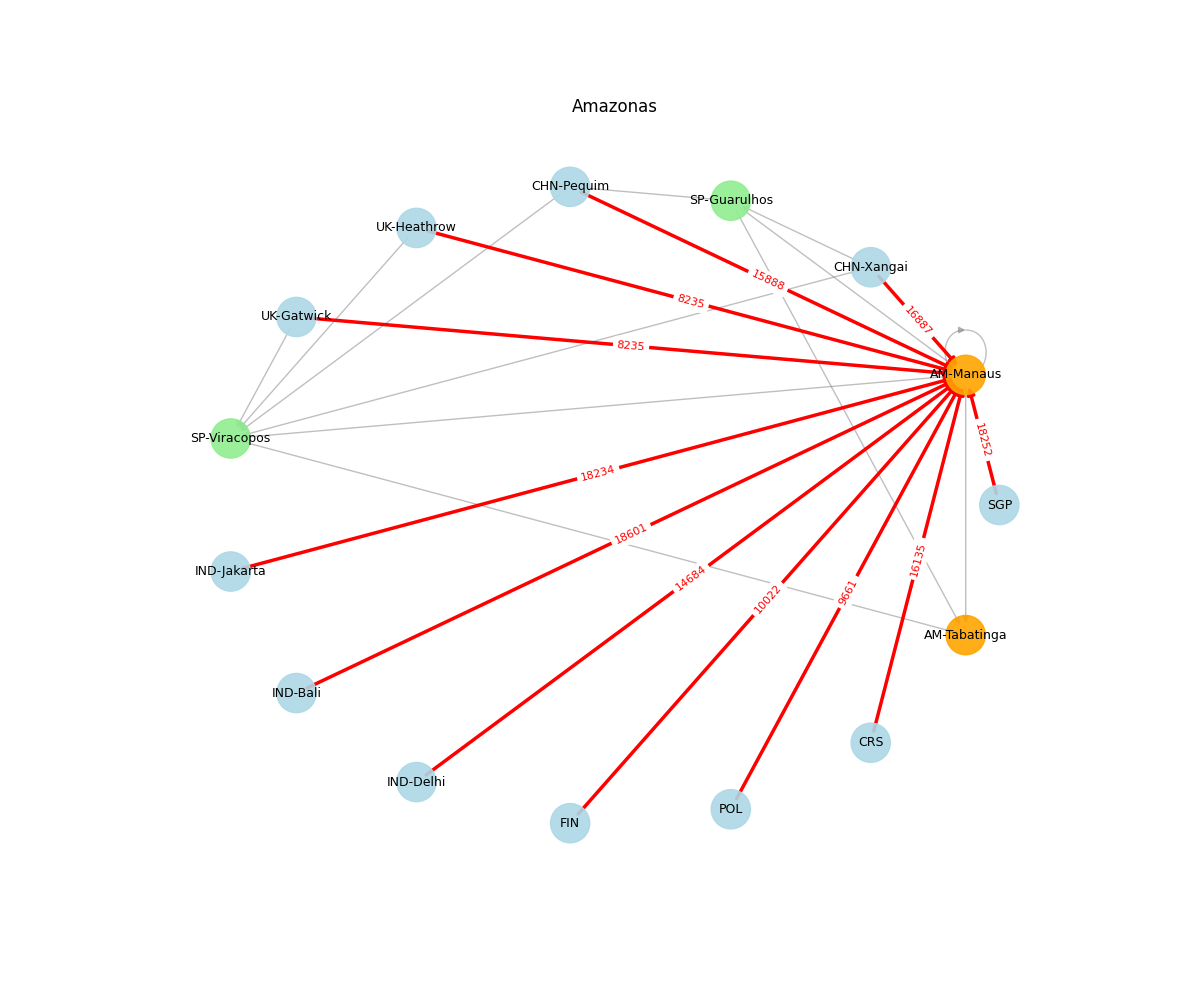 Amazonas
CHN-Pequim
SP-Guarulhos
UK-Heathrow
CHN-Xangai
15888
8235
16887
UK-Gatwick
8235
AM-Manaus
SP-Viracopos
18252
18234
SGP
18601
16135
IND-Jakarta
14684
9661
10022
AM-Tabatinga
IND-Bali
CRS
IND-Delhi
POL
FIN